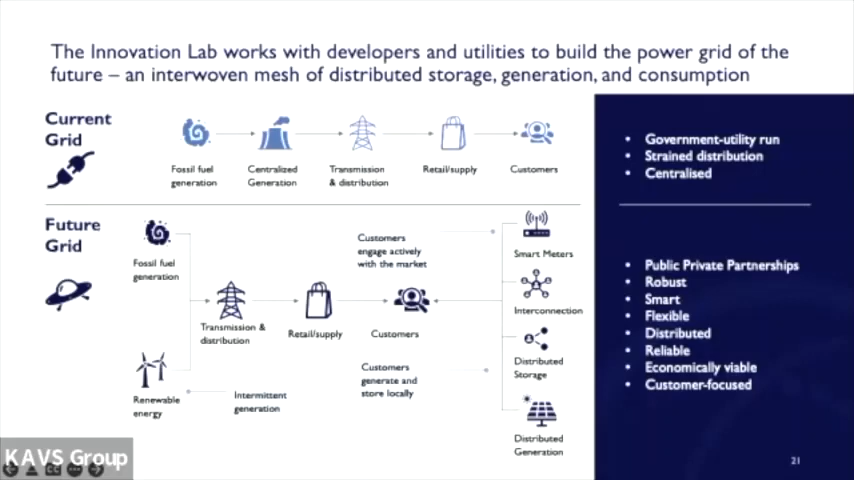 The Innovation Lab works with developers and utilities to build the power grid of the
future – an interwoven mesh of distributed storage, generation, and consumption
Current
Grid
Fossil fuel
generation
Centralized
Generation
Transmission
& distribution
Retail/supply
Customers
• Government-utility run
• Strained distribution
• Centralised
Future
Grid
Fossil fuel
generation
Renewable
energy
Intermittent
generation
Transmission &
distribution
Retail/supply
Customers
Customers
engage actively
with the market
Customers
generate and
store locally
Smart Meters
Interconnection
Distributed
Storage
Distributed
Generation
• Public Private Partnerships
• Robust
• Smart
• Flexible
• Distributed
• Reliable
• Economically viable
• Customer-focused
KAVS Group
21